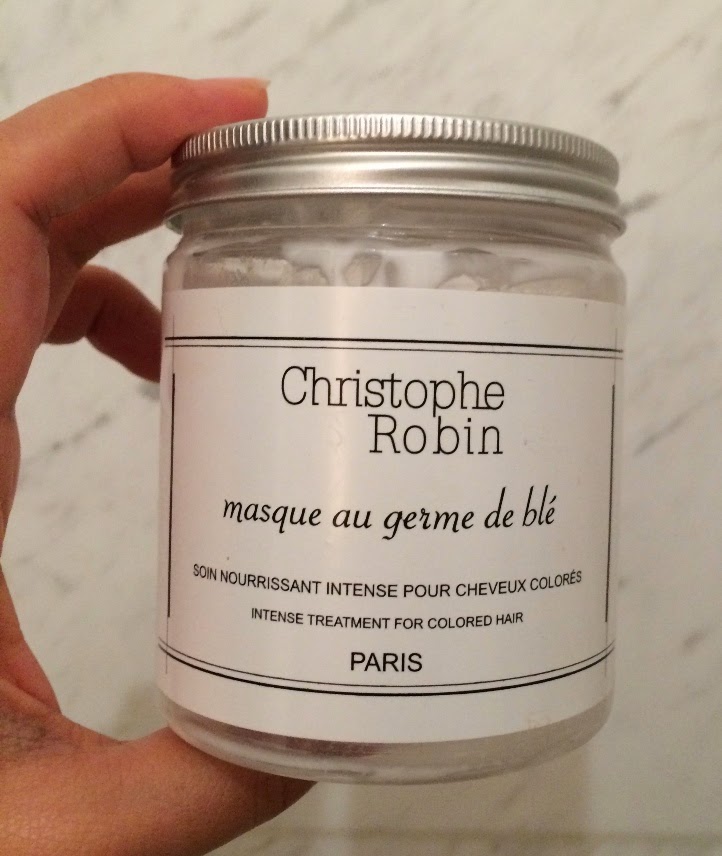 Christophe
Robin
masque au germe de blé
SOIN NOURRISSANT INTENSE POUR CHEVEUX COLORÉS
INTENSE TREATMENT FOR COLORED HAIR
PARIS